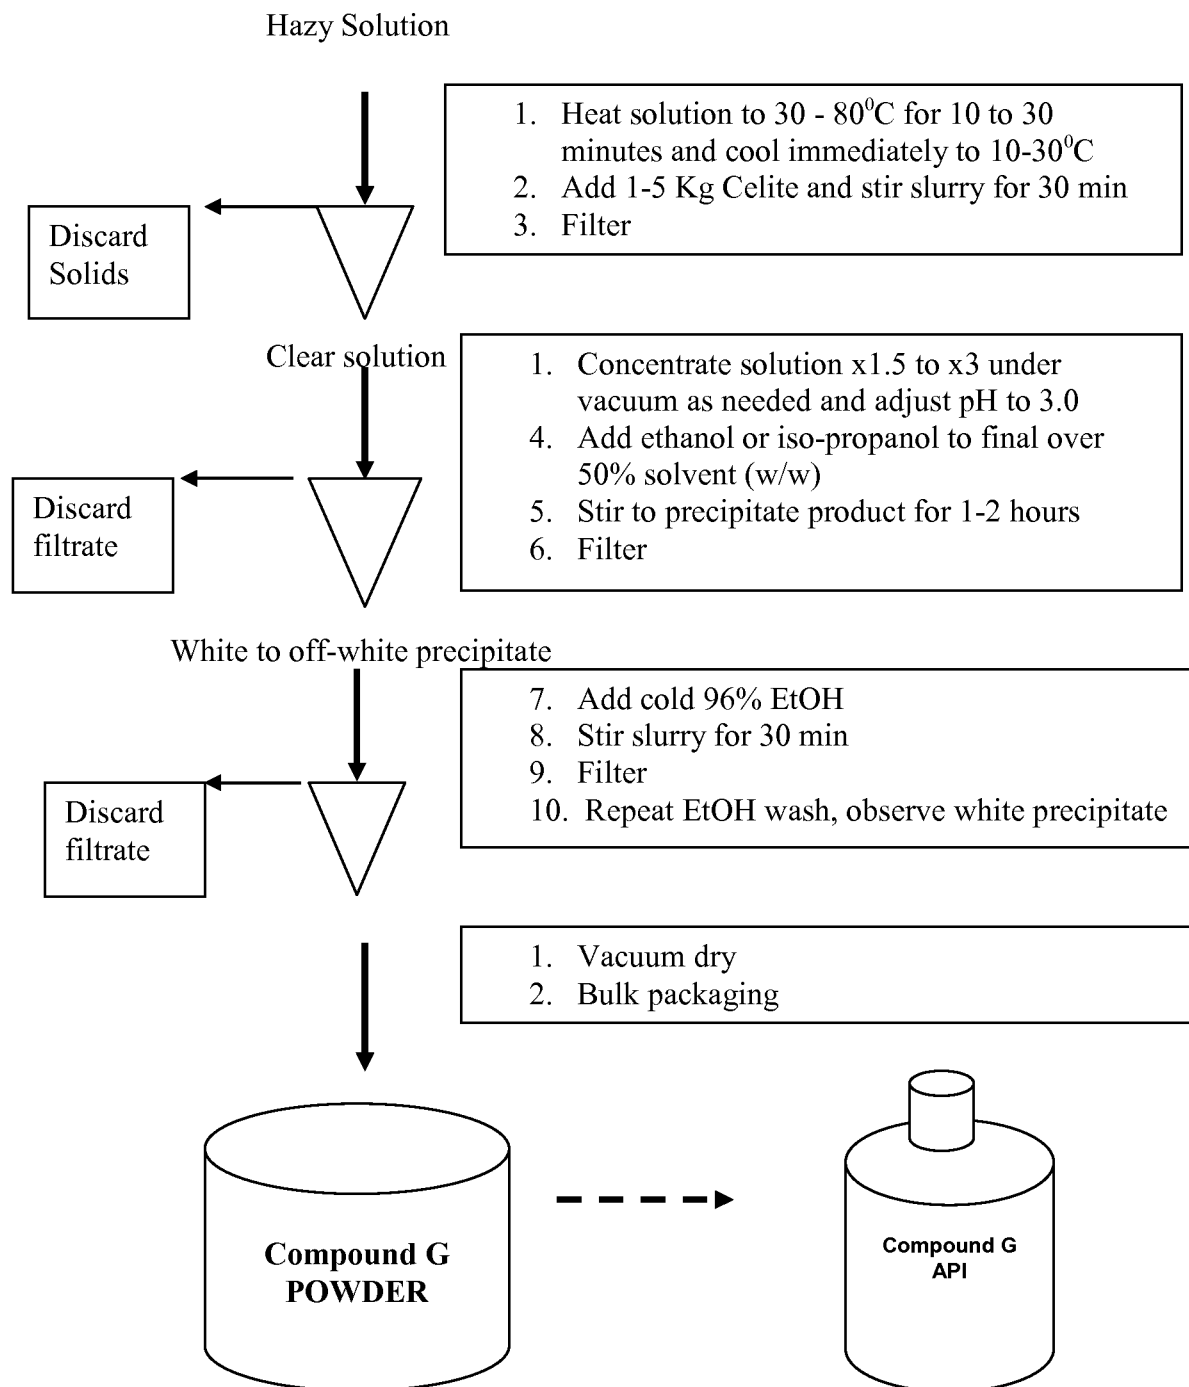 Hazy Solution
1. Heat solution to 30 - 80⁰C for 10 to 30
minutes and cool immediately to 10-30⁰C
2. Add 1-5 Kg Celite and stir slurry for 30 min
3. Filter
Discard
Solids
Clear solution
1. Concentrate solution x1.5 to x3 under
vacuum as needed and adjust pH to 3.0
4. Add ethanol or iso-propanol to final over
50% solvent (w/w)
5. Stir to precipitate product for 1-2 hours
6. Filter
Discard
filtrate
White to off-white precipitate
7. Add cold 96% EtOH
8. Stir slurry for 30 min
9. Filter
10. Repeat EtOH wash, observe white precipitate
Discard
filtrate
1. Vacuum dry
2. Bulk packaging
Compound G
POWDER
Compound G
API